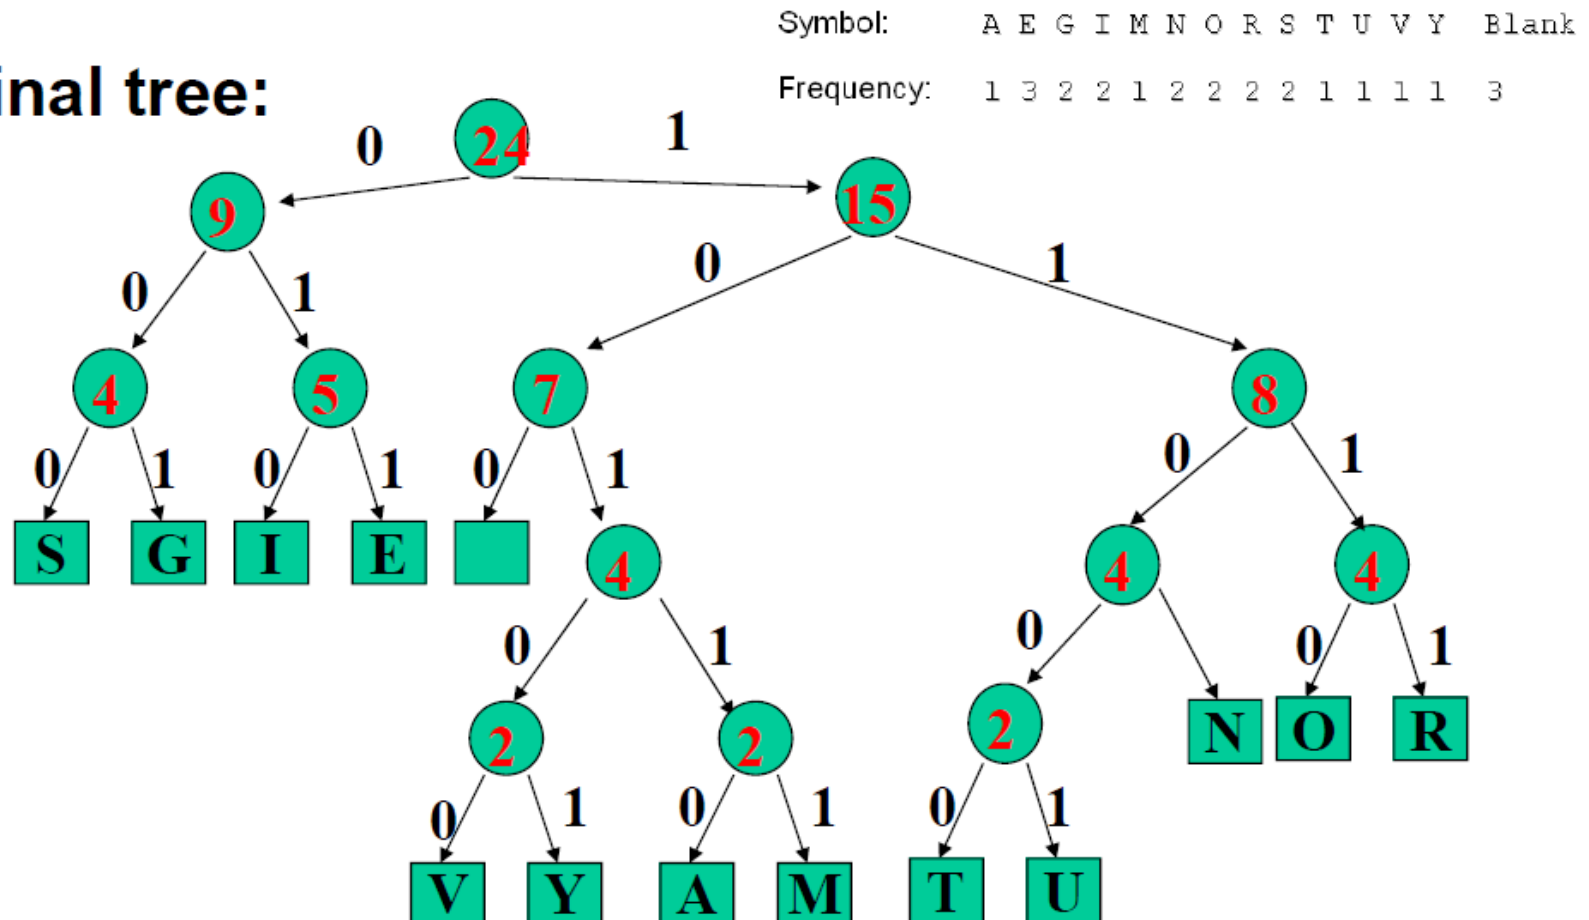 Symbol: A E G I M N O R S T U V Y Blank
inal tree:
Frequency: 1 3 2 2 1 2 2 2 2 1 1 1 1 3
0 24 1
9 15
0 1 0 1
4 5 7 8
0 1 0 1 0 1 0 1
S G I E 4 4 4
0 1 0 0 1
2 2 2 N O R
0 1 0 1 0 1
V Y A M T U